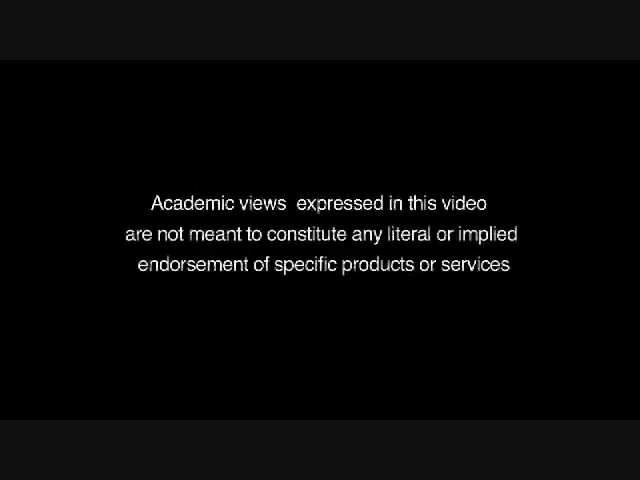 Academic views expressed in this video
are not meant to constitute any literal or implied
endorsement of specific products or services